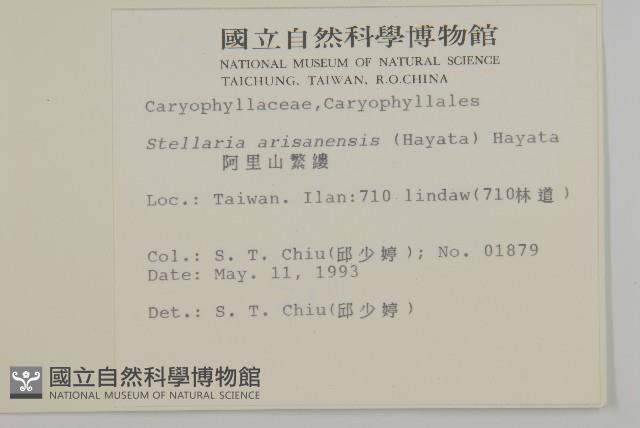 國立自然科學博物館
NATIONAL MUSEUM OF NATURAL SCIENCE
TAICHUNG, TAIWAN, R.O.CHINA
Caryophyllaceae,Caryophyllales
Stellaria arisanensis (Hayata) Hayata
阿里山繁縷
Loc.: Taiwan. Ilan:710 lindaw(710林道)
Col.: S. T. Chiu(邱少婷); No. 01879
Date: May. 11, 1993
Det.: S. T. Chiu(邱少婷)
國立自然科學博物館
NATIONAL MUSEUM OF NATURAL SCIENCE